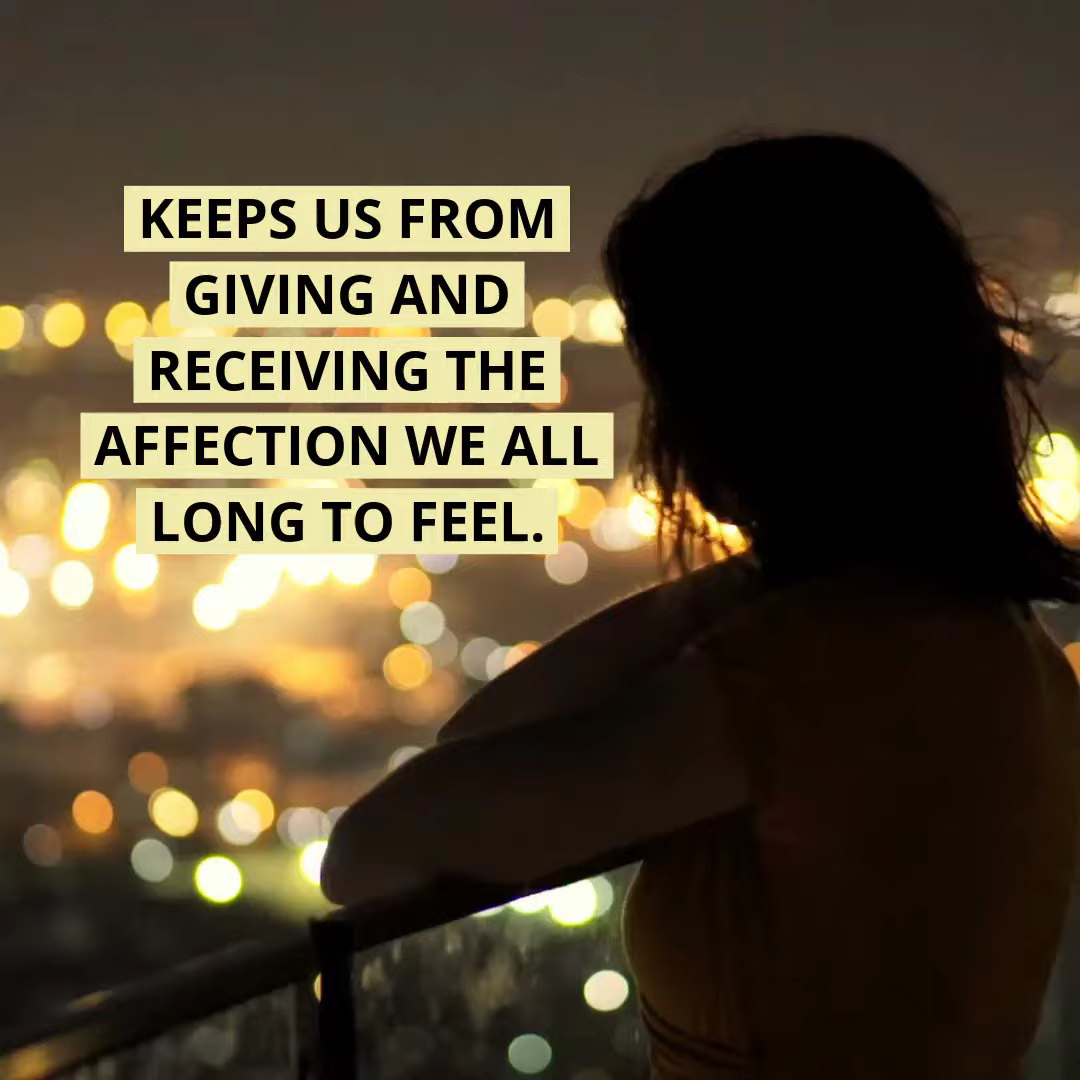 KEEPS US FROM
GIVING AND
RECEIVING THE
AFFECTION WE ALL
LONG TO FEEL.